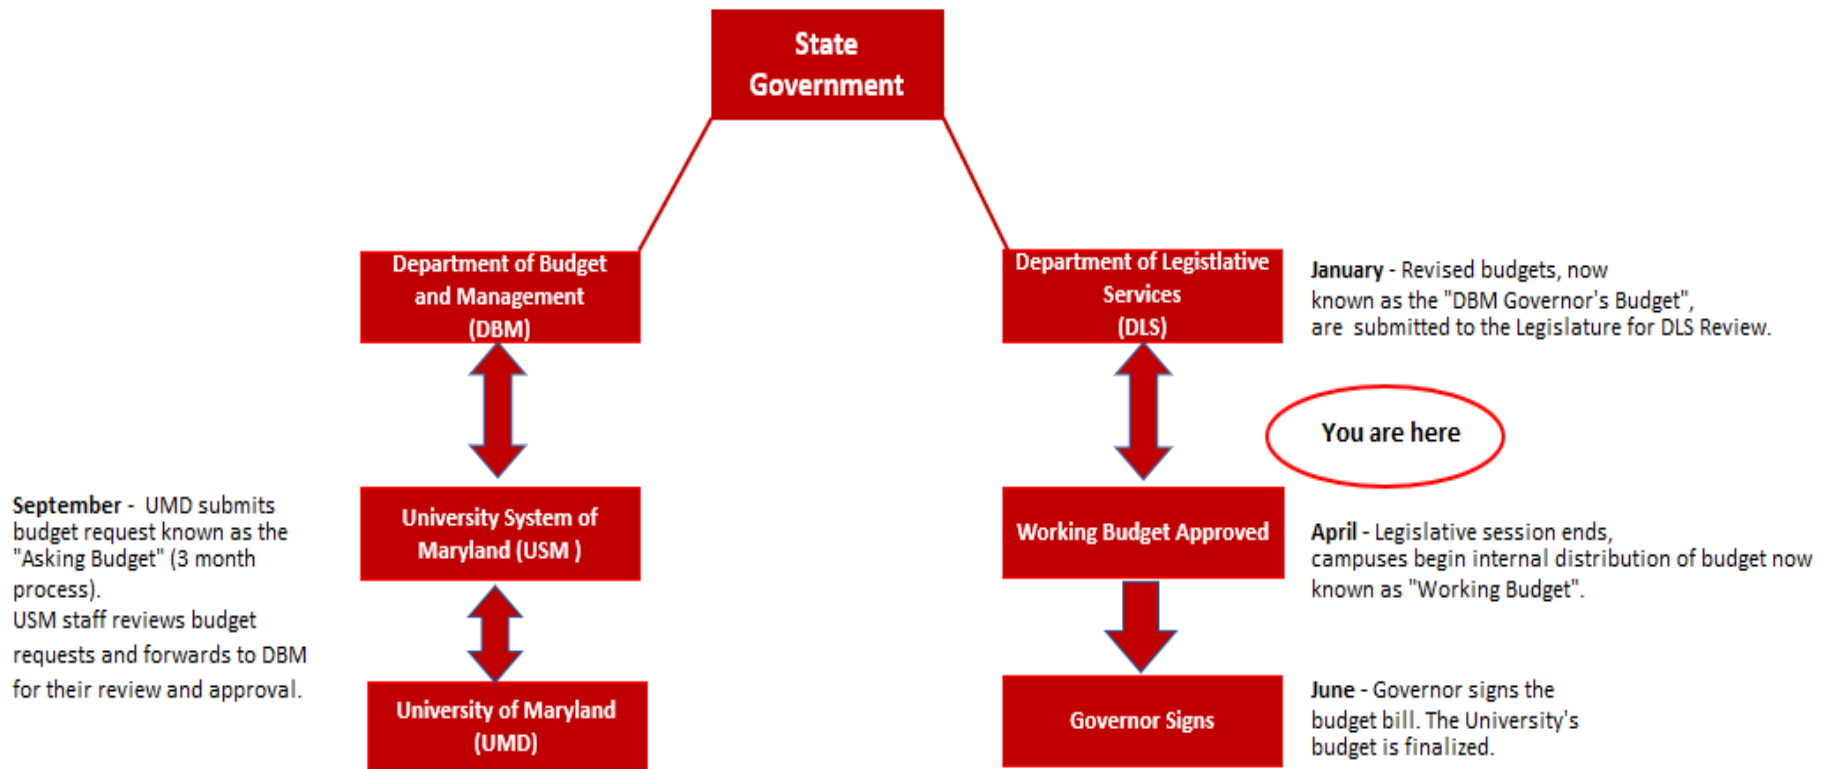 State
Government
Department of Budget
and Management
(DBM)
Department of Legistlative
Services
(DLS)
January - Revised budgets, now
known as the "DBM Governor's Budget",
are  submitted to the Legislature for DLS Review.
You are here
September -  UMD submits
budget request known as the
"Asking Budget" (3 month
process).
USM staff reviews budget
requests and forwards to DBM
for their review and approval.
University System of
Maryland (USM )
Working Budget Approved
April - Legislative session ends,
campuses begin internal distribution of budget now
known as "Working Budget".
University of Maryland
(UMD)
Governor Signs
June - Governor signs the
budget bill. The University's
budget is finalized.